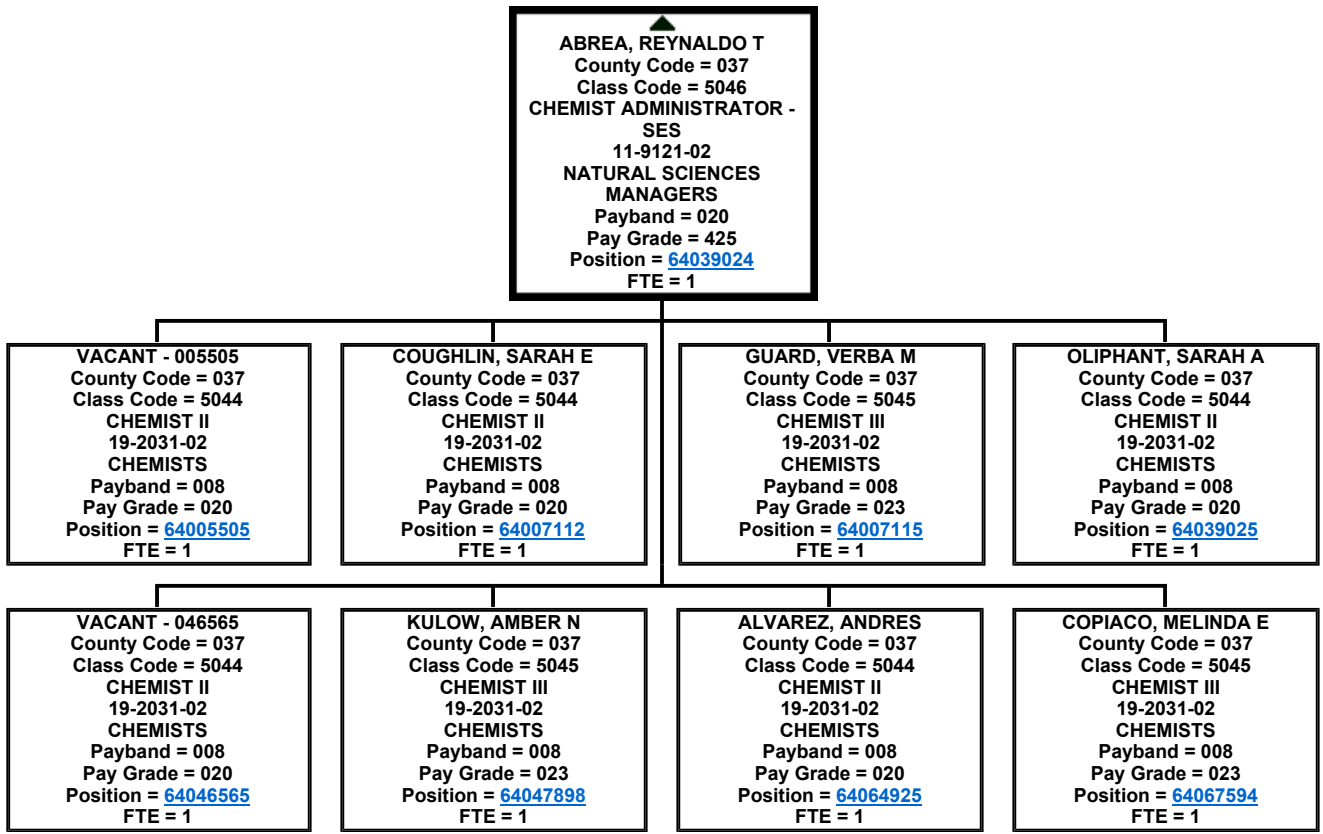 ABREA, REYNALDO T
County Code = 037
Class Code = 5046
CHEMIST ADMINISTRATOR -
SES
11-9121-02
NATURAL SCIENCES
MANAGERS
Payband = 020
Pay Grade = 425
Position = 64039024
FTE = 1
VACANT - 005505
County Code = 037
Class Code = 5044
CHEMIST II
19-2031-02
CHEMISTS
Payband = 008
Pay Grade = 020
Position = 64005505
FTE = 1
COUGHLIN, SARAH E
County Code = 037
Class Code = 5044
CHEMIST II
19-2031-02
CHEMISTS
Payband = 008
Pay Grade = 020
Position = 64007112
FTE = 1
GUARD, VERBA M
County Code = 037
Class Code = 5045
CHEMIST III
19-2031-02
CHEMISTS
Payband = 008
Pay Grade = 023
Position = 64007115
FTE = 1
OLIPHANT, SARAH A
County Code = 037
Class Code = 5044
CHEMIST II
19-2031-02
CHEMISTS
Payband = 008
Pay Grade = 020
Position = 64039025
FTE = 1
VACANT - 046565
County Code = 037
Class Code = 5044
CHEMIST II
19-2031-02
CHEMISTS
Payband = 008
Pay Grade = 020
Position = 64046565
FTE = 1
KULOW, AMBER N
County Code = 037
Class Code = 5045
CHEMIST III
19-2031-02
CHEMISTS
Payband = 008
Pay Grade = 023
Position = 64047898
FTE = 1
ALVAREZ, ANDRES
County Code = 037
Class Code = 5044
CHEMIST II
19-2031-02
CHEMISTS
Payband = 008
Pay Grade = 020
Position = 64064925
FTE = 1
COPIACO, MELINDA E
County Code = 037
Class Code = 5045
CHEMIST III
19-2031-02
CHEMISTS
Payband = 008
Pay Grade = 023
Position = 64067594
FTE = 1